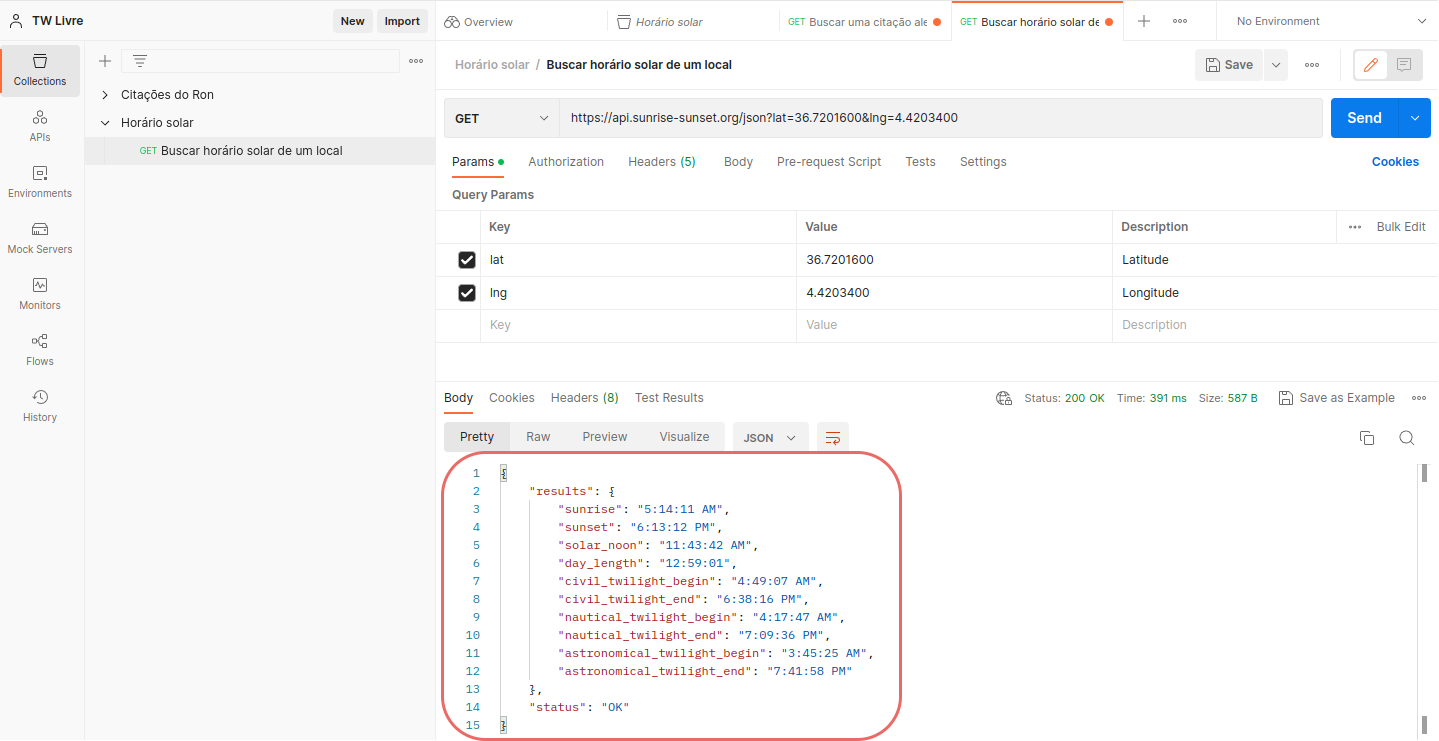 TW Livre
New
Import
Overview
Horário solar
GET Buscar uma citação ale
GET Buscar horário solar de
No Environment
Collections
APIs
Environments
Mock Servers
Monitors
Flows
History
Citações do Ron
Horário solar
GET Buscar horário solar de um local
Horário solar / Buscar horário solar de um local
Save
GET
https://api.sunrise-sunset.org/json?lat=36.7201600&lng=4.4203400
Send
Params
Authorization
Headers (5)
Body
Pre-request Script
Tests
Settings
Cookies
Query Params
Key Value Description Bulk Edit
lat 36.7201600 Latitude
lng 4.4203400 Longitude
Key Value Description
Body
Cookies
Headers (8)
Test Results
Status: 200 OK Time: 391 ms Size: 587 B
Save as Example
Pretty
Raw
Preview
Visualize
JSON
1 {
2 "results": {
3 "sunrise": "5:14:11 AM",
4 "sunset": "6:13:12 PM",
5 "solar_noon": "11:43:42 AM",
6 "day_length": "12:59:01",
7 "civil_twilight_begin": "4:49:07 AM",
8 "civil_twilight_end": "6:38:16 PM",
9 "nautical_twilight_begin": "4:17:47 AM",
10 "nautical_twilight_end": "7:09:36 PM",
11 "astronomical_twilight_begin": "3:45:25 AM",
12 "astronomical_twilight_end": "7:41:58 PM"
13 },
14 "status": "OK"
15 }